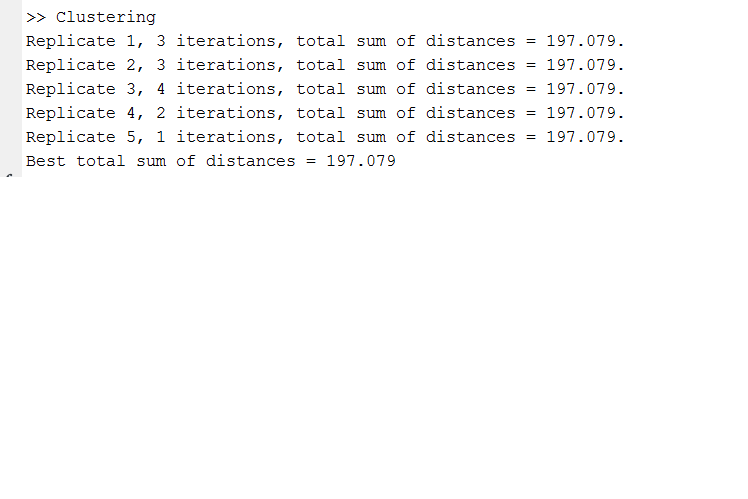 >> Clustering
Replicate 1, 3 iterations, total sum of distances = 197.079.
Replicate 2, 3 iterations, total sum of distances = 197.079.
Replicate 3, 4 iterations, total sum of distances = 197.079.
Replicate 4, 2 iterations, total sum of distances = 197.079.
Replicate 5, 1 iterations, total sum of distances = 197.079.
Best total sum of distances = 197.079